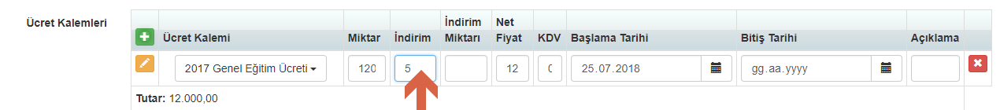 Ücret Kalemleri
Ücret Kalemi Miktar İndirim İndirim Miktarı Net Fiyat KDV Başlama Tarihi Bitiş Tarihi Açıklama
2017 Genel Eğitim Ücreti 120 5 12 25.07.2018 gg.aa.yyyy
Tutar: 12.000,00